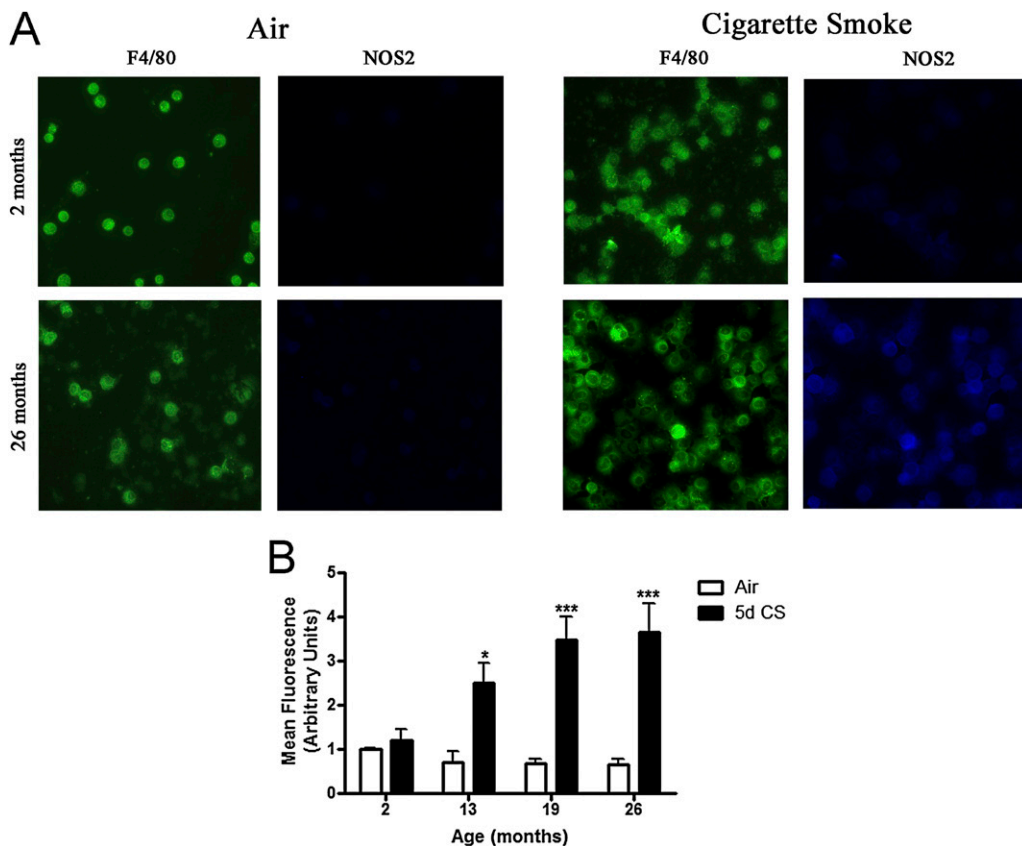 A
Air
Cigarette Smoke
F4/80
NOS2
F4/80
NOS2
2 months
26 months
B
Mean Fluorescence
(Arbitrary Units)
5
4
3
2
1
0
*
***
***
Air
5d CS
2
13
19
26
Age (months)